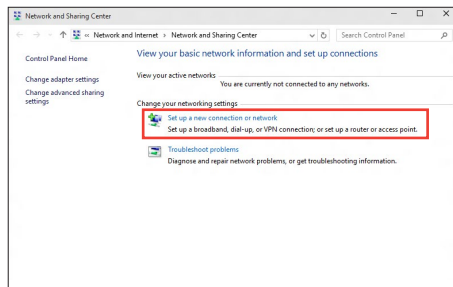 Network and Sharing Center
« Network and Internet > Network and Sharing Center
Search Control Panel
Control Panel Home
Change adapter settings
Change advanced sharing
settings
View your basic network information and set up connections
View your active networks
You are currently not connected to any networks.
Change your networking settings
Set up a new connection or network
Set up a broadband, dial-up, or VPN connection; or set up a router or access point.
Troubleshoot problems
Diagnose and repair network problems, or get troubleshooting information.